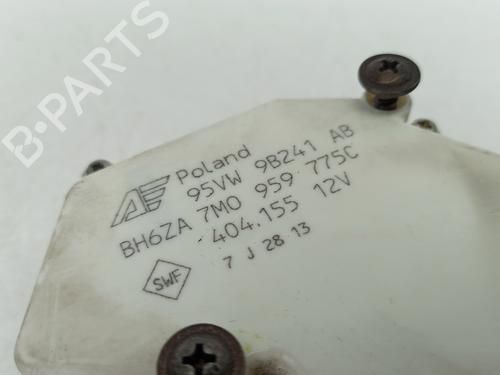 B-PARTS
Poland
95VW 9B241 AB
BH6ZA 7M0 959 775C
404.155 12V
7 J 28 13
SWF